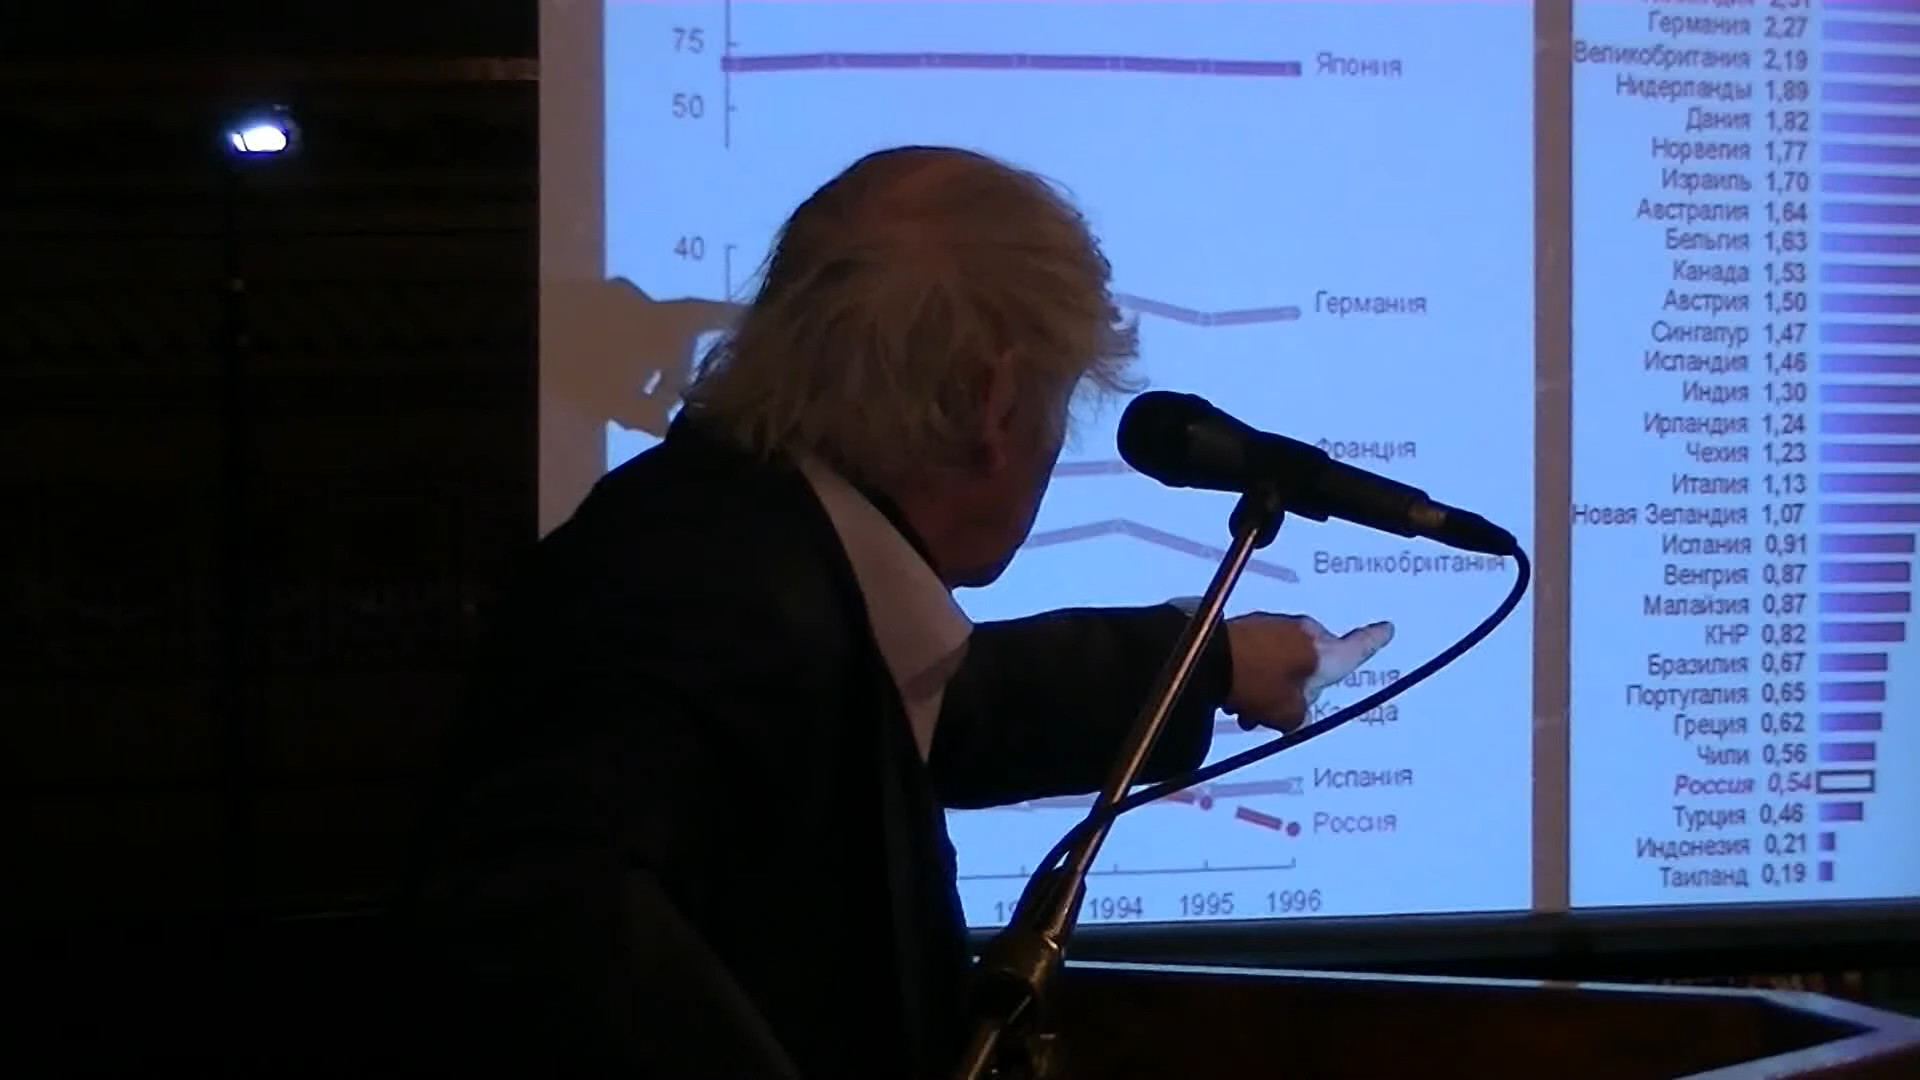 75
50
40
Япония
Германия
Франция
Великобритания
Канада
Испания
Россия
1994 1995 1996
Германия 2,27
Великобритания 2,19
Нидерланды 1,89
Дания 1,82
Норвегия 1,77
Израиль 1,70
Австралия 1,64
Бельгия 1,63
Канада 1,53
Австрия 1,50
Сингапур 1,47
Исландия 1,46
Индия 1,30
Ирландия 1,24
Чехия 1,23
Италия 1,13
Новая Зеландия 1,07
Испания 0,91
Венгрия 0,87
Малайзия 0,87
КНР 0,82
Бразилия 0,67
Португалия 0,65
Греция 0,62
Чили 0,56
Россия 0,54
Турция 0,46
Индонезия 0,21
Таиланд 0,19